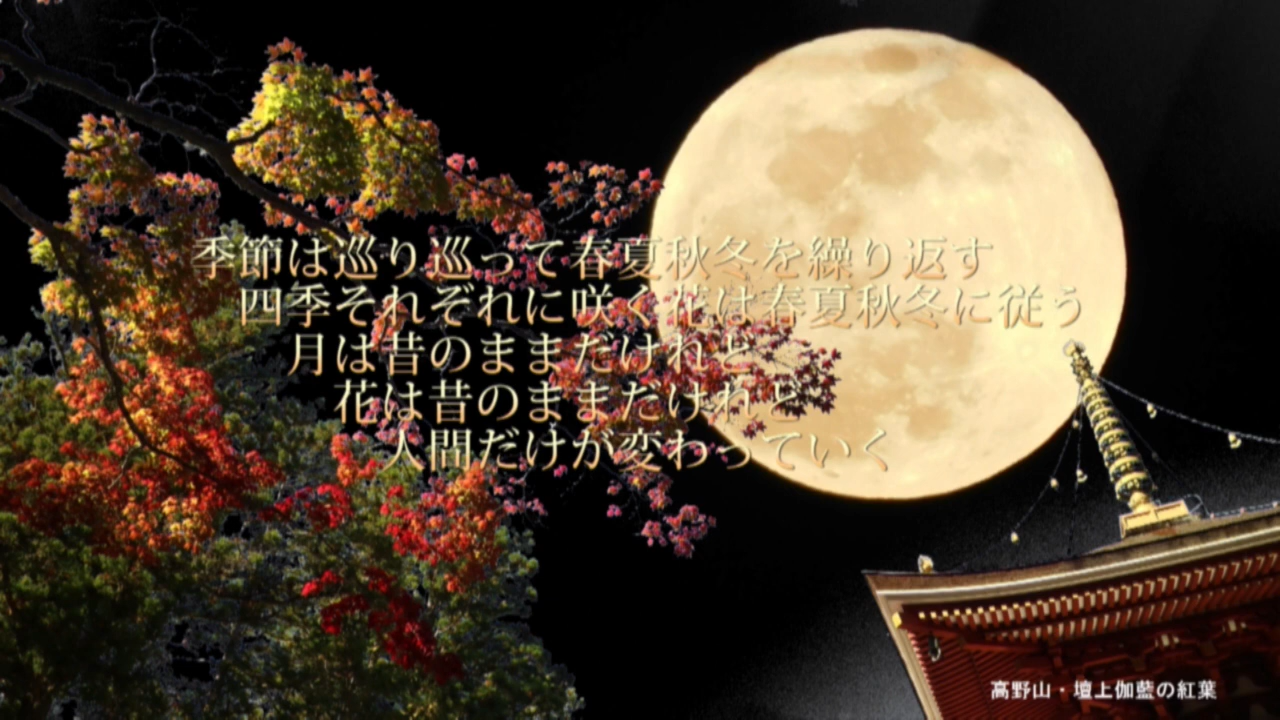 季節は巡り巡って春夏秋冬を繰り返す
四季それぞれに咲く花は春夏秋冬に従う
月は昔のままだけれど
花は昔のままだけれど
人間だけが変わっていく
高野山・壇上伽藍の紅葉